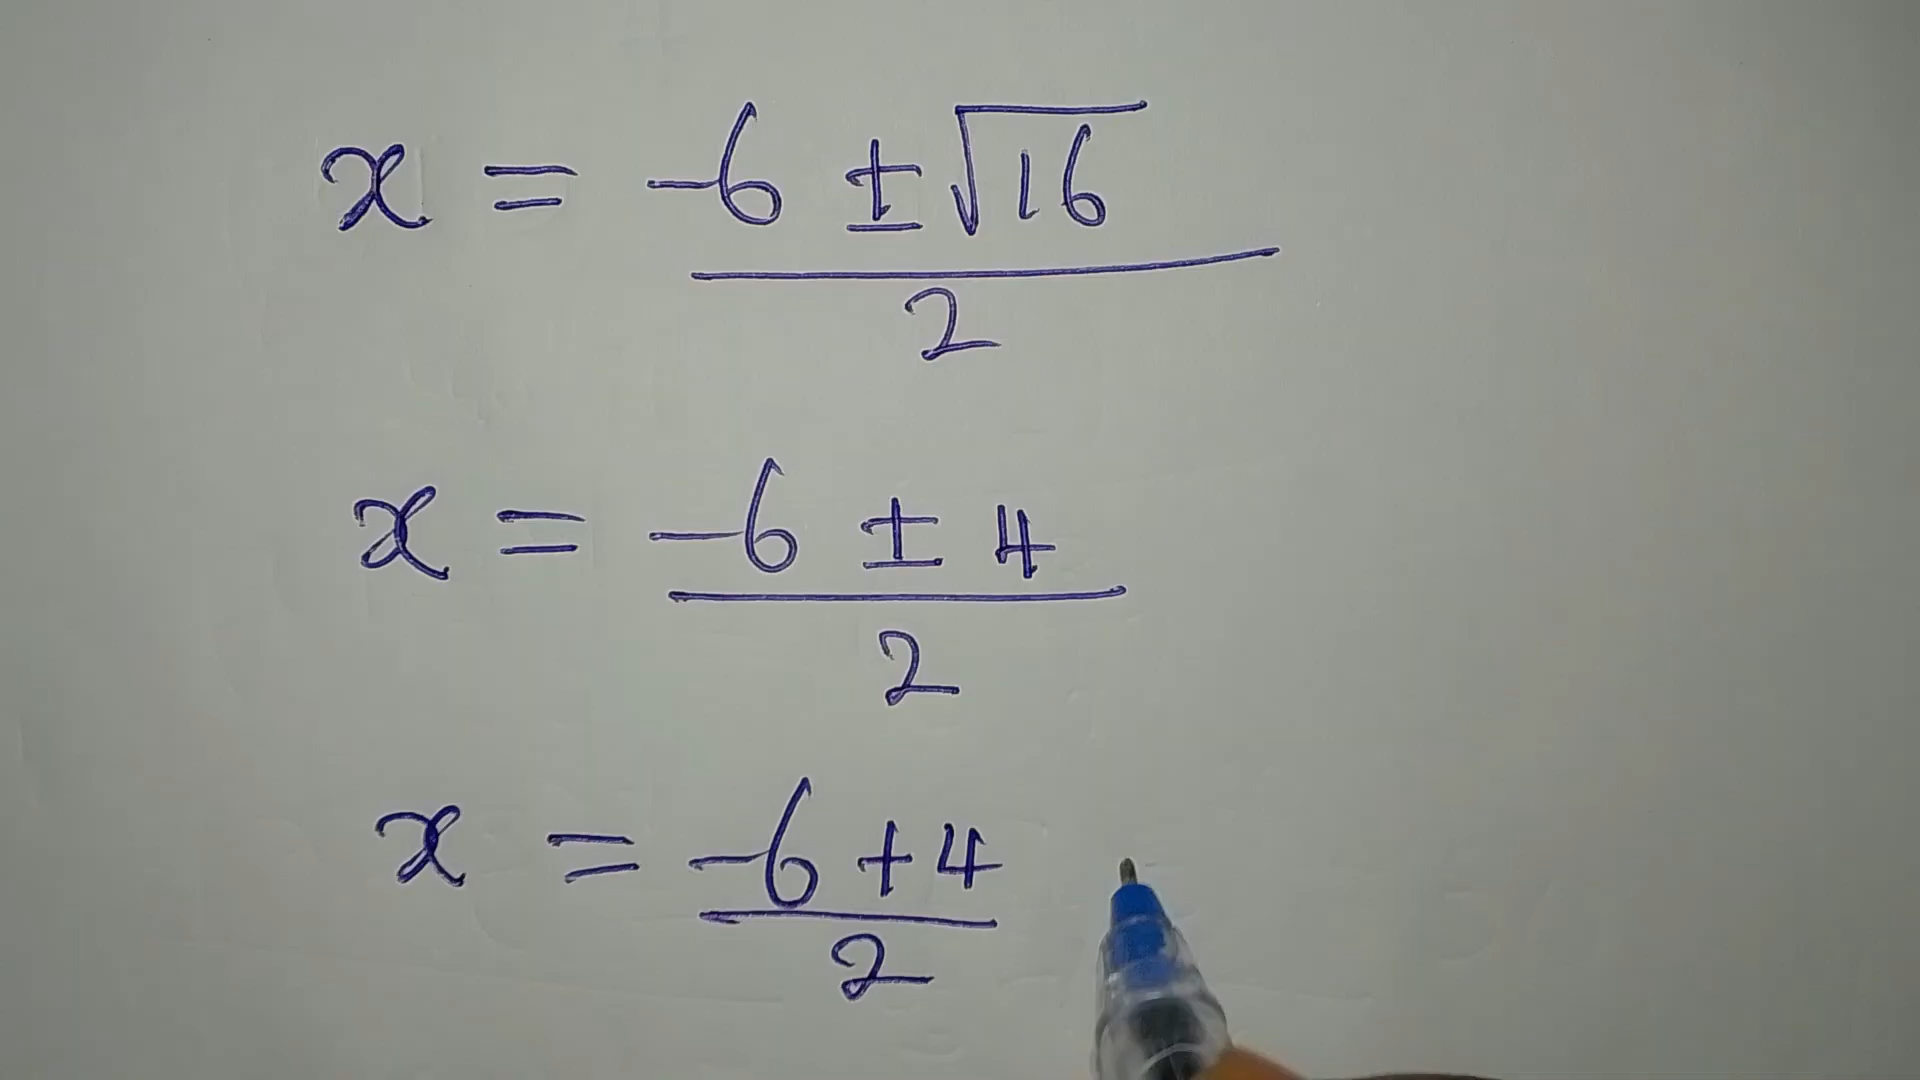 x = (-6 ± √16) / 2
x = (-6 ± 4) / 2
x = (-6 + 4) / 2